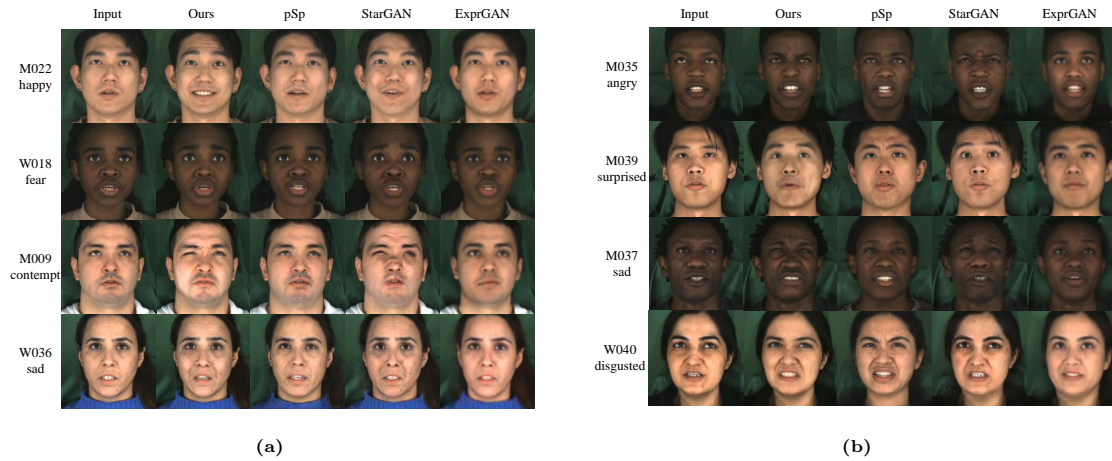 Input Ours pSp StarGAN ExprGAN
M022
happy
W018
fear
M009
contempt
W036
sad
(a)
Input Ours pSp StarGAN ExprGAN
M035
angry
M039
surprised
M037
sad
W040
disgusted
(b)